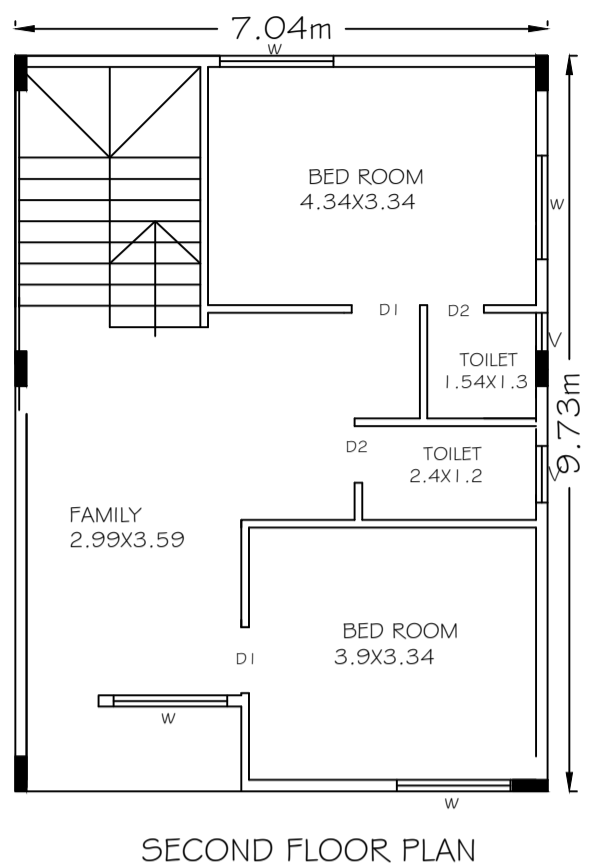 7.04m
W
BED ROOM
4.34X3.34
W
D1
D2
V
TOILET
1.54X1.3
9.73m
D2
TOILET
2.4X1.2
V
FAMILY
2.99X3.59
BED ROOM
3.9X3.34
D1
W
W
SECOND FLOOR PLAN